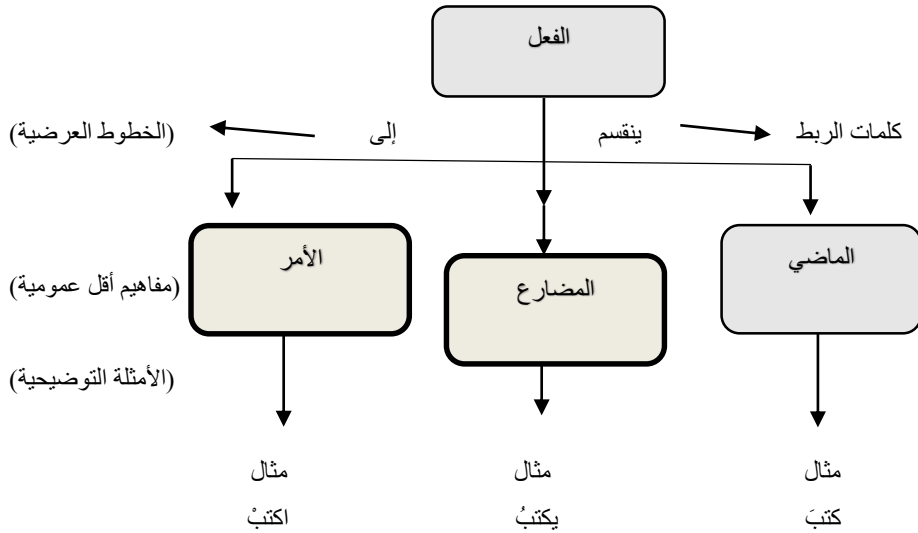 الفعل
كلمات الربط ينقسم إلى (الخطوط العرضية)
الماضي المضارع الأمر
(مفاهيم أقل عمومية)
(الأمثلة التوضيحية)
مثال مثال مثال
كتبَ يكتبُ اكتبْ